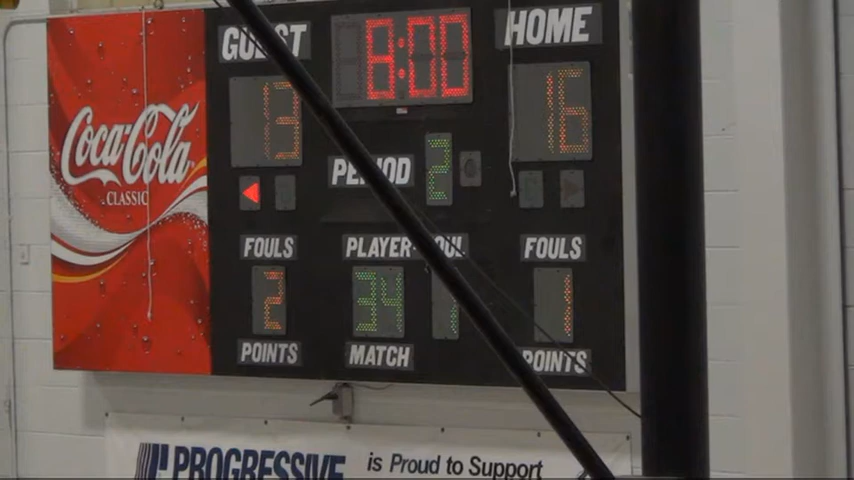 GUEST 8:00 HOME
13 16
Coca-Cola
CLASSIC
PERIOD 2
FOULS PLAYER-FOUL FOULS
2 34 1 1
POINTS MATCH POINTS
PROGRESSIVE is Proud to Support